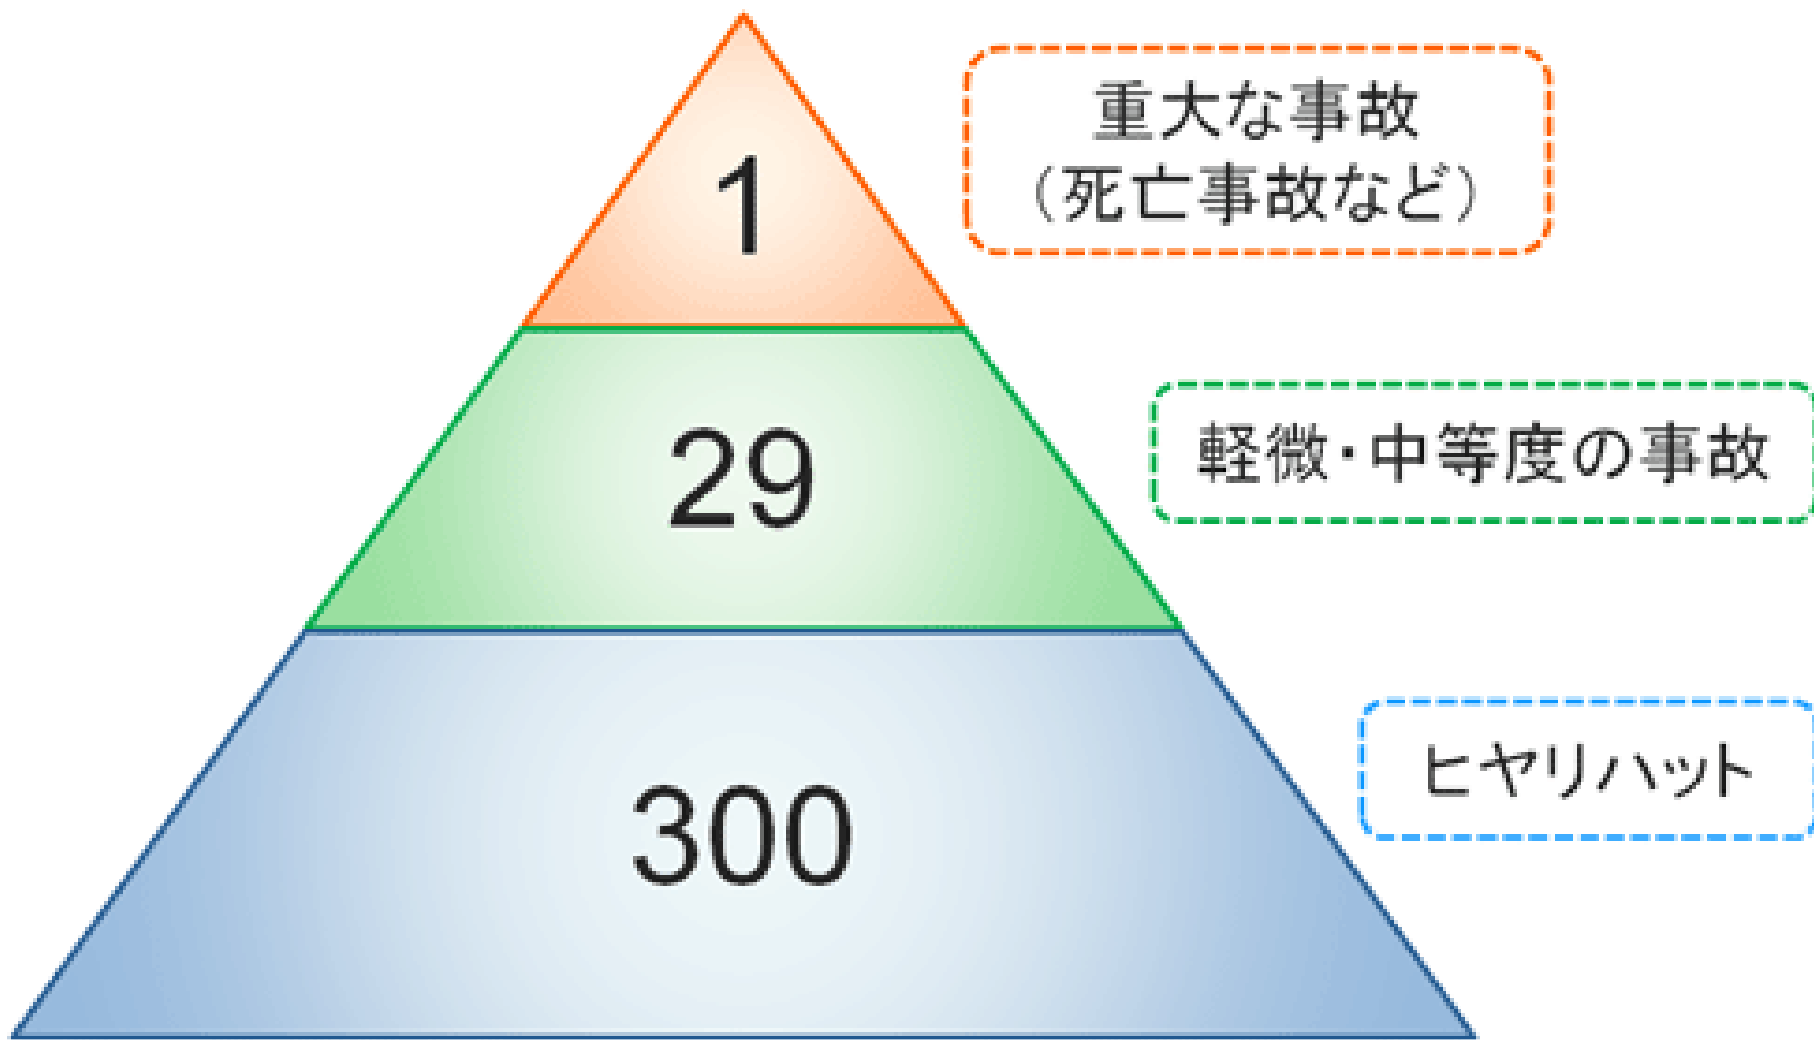 1
重大な事故
(死亡事故など)
29
軽微・中等度の事故
300
ヒヤリハット